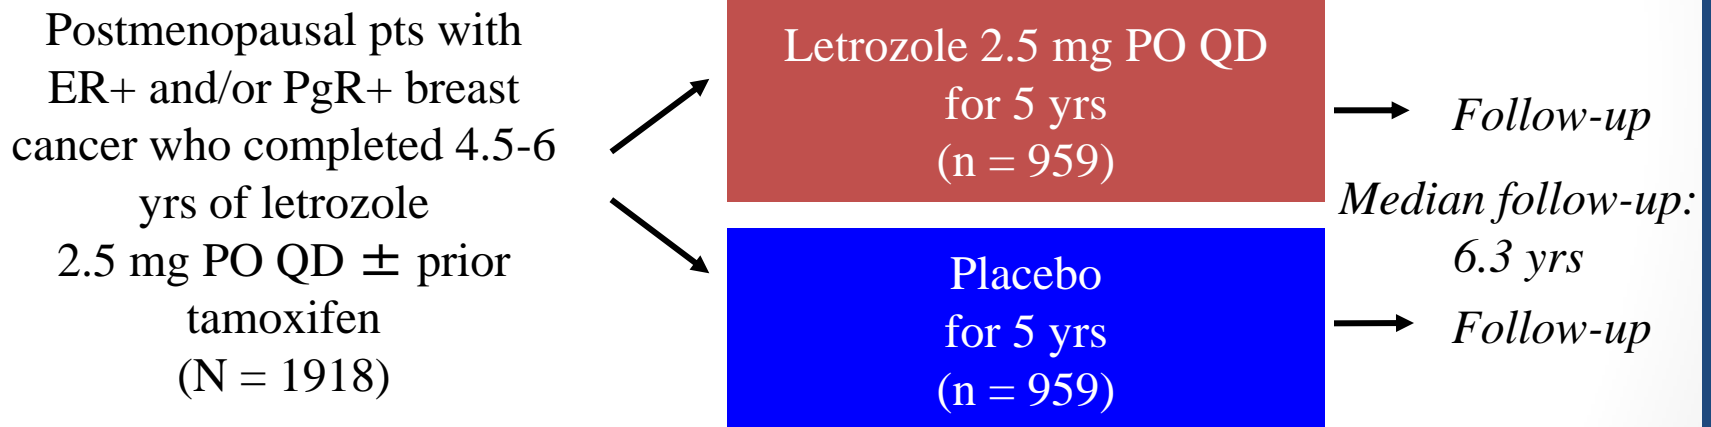 Postmenopausal pts with
ER+ and/or PgR+ breast
cancer who completed 4.5-6
yrs of letrozole
2.5 mg PO QD ± prior
tamoxifen
(N = 1918)
Letrozole 2.5 mg PO QD
for 5 yrs
(n = 959)
Placebo
for 5 yrs
(n = 959)
Follow-up
Median follow-up:
6.3 yrs
Follow-up